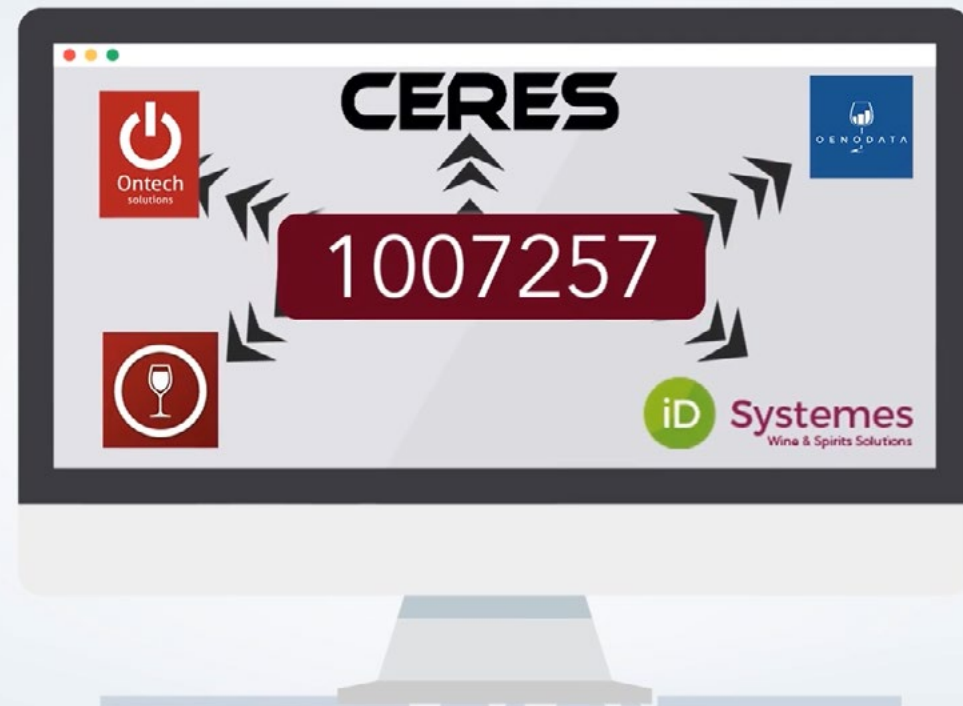 CERES
Ontech
solutions
OENODATA
1007257
iD Systemes
Wine & Spirits Solutions